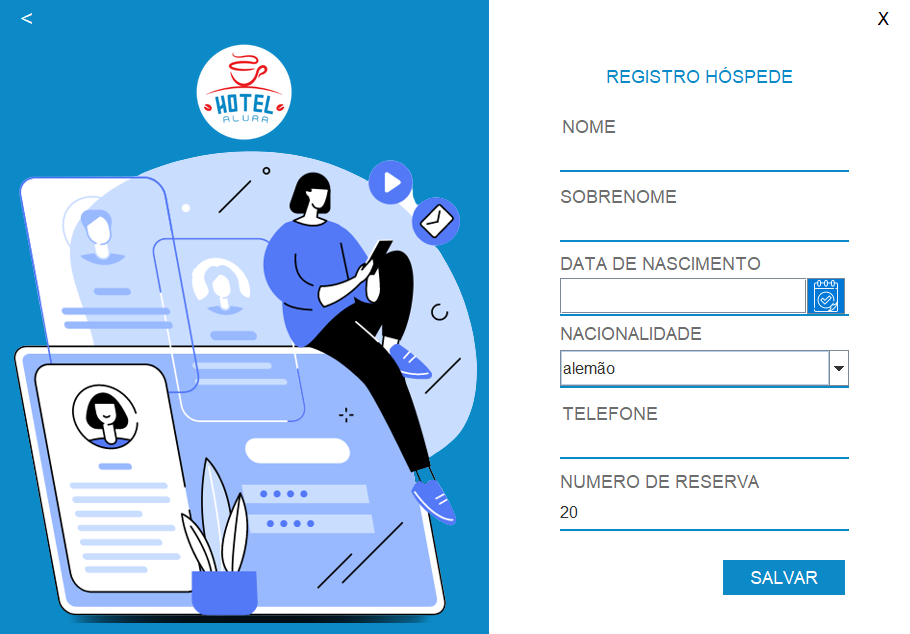 <
X
HOTEL
ALURA
REGISTRO HÓSPEDE
NOME
SOBRENOME
DATA DE NASCIMENTO
NACIONALIDADE
alemão
TELEFONE
NUMERO DE RESERVA
20
SALVAR